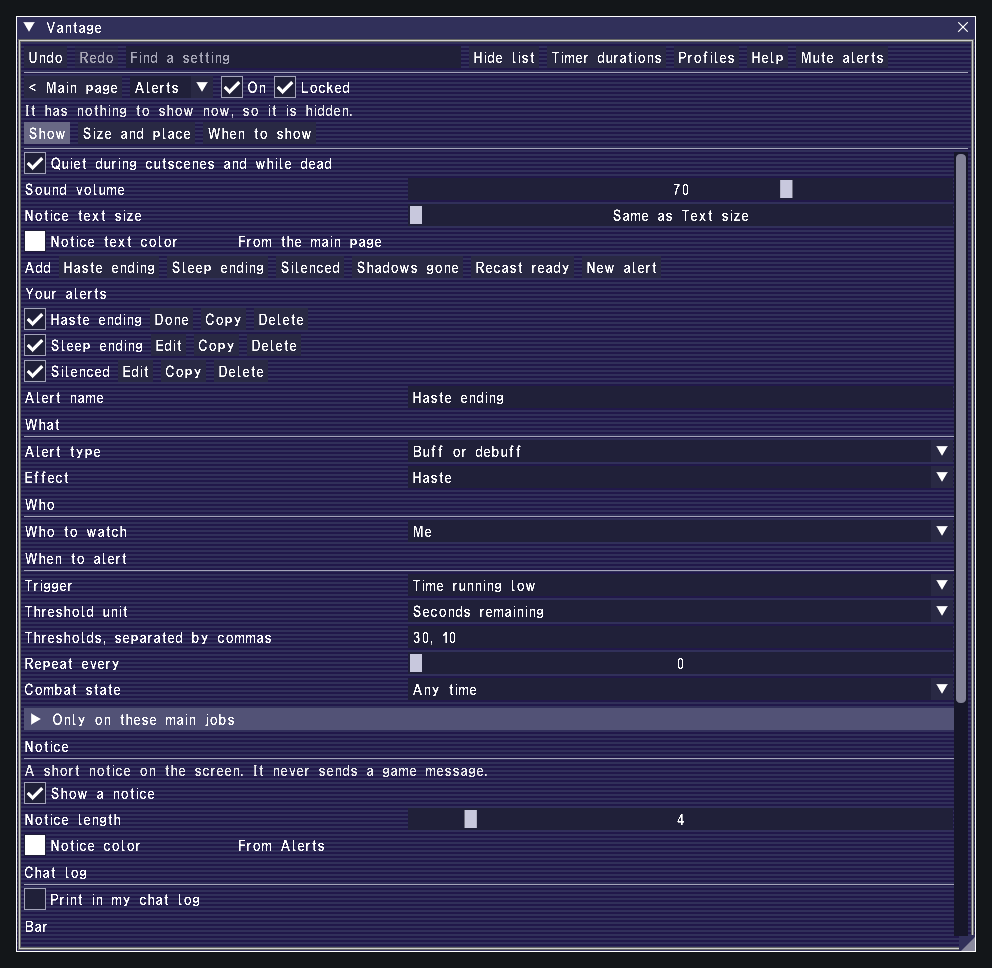 Vantage
Undo Redo Find a setting Hide list Timer durations Profiles Help Mute alerts
< Main page Alerts On Locked
It has nothing to show now, so it is hidden.
Show Size and place When to show
Quiet during cutscenes and while dead
Sound volume 70
Notice text size Same as Text size
Notice text color From the main page
Add Haste ending Sleep ending Silenced Shadows gone Recast ready New alert
Your alerts
Haste ending Done Copy Delete
Sleep ending Edit Copy Delete
Silenced Edit Copy Delete
Alert name Haste ending
What
Alert type Buff or debuff
Effect Haste
Who
Who to watch Me
When to alert
Trigger Time running low
Threshold unit Seconds remaining
Thresholds, separated by commas 30, 10
Repeat every 0
Combat state Any time
Only on these main jobs
Notice
A short notice on the screen. It never sends a game message.
Show a notice
Notice length 4
Notice color From Alerts
Chat log
Print in my chat log
Bar